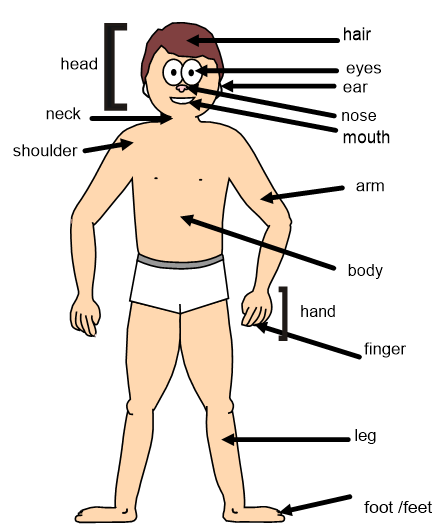 hair
head
eyes
ear
neck
nose
mouth
shoulder
arm
body
hand
finger
leg
foot /feet